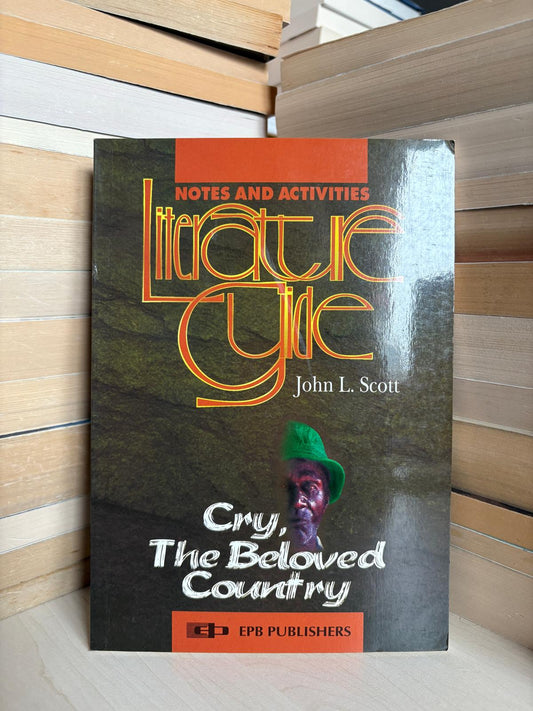 NOTES AND ACTIVITIES
Literature
Guide
John L. Scott
Cry,
The Beloved
Country
EPB PUBLISHERS